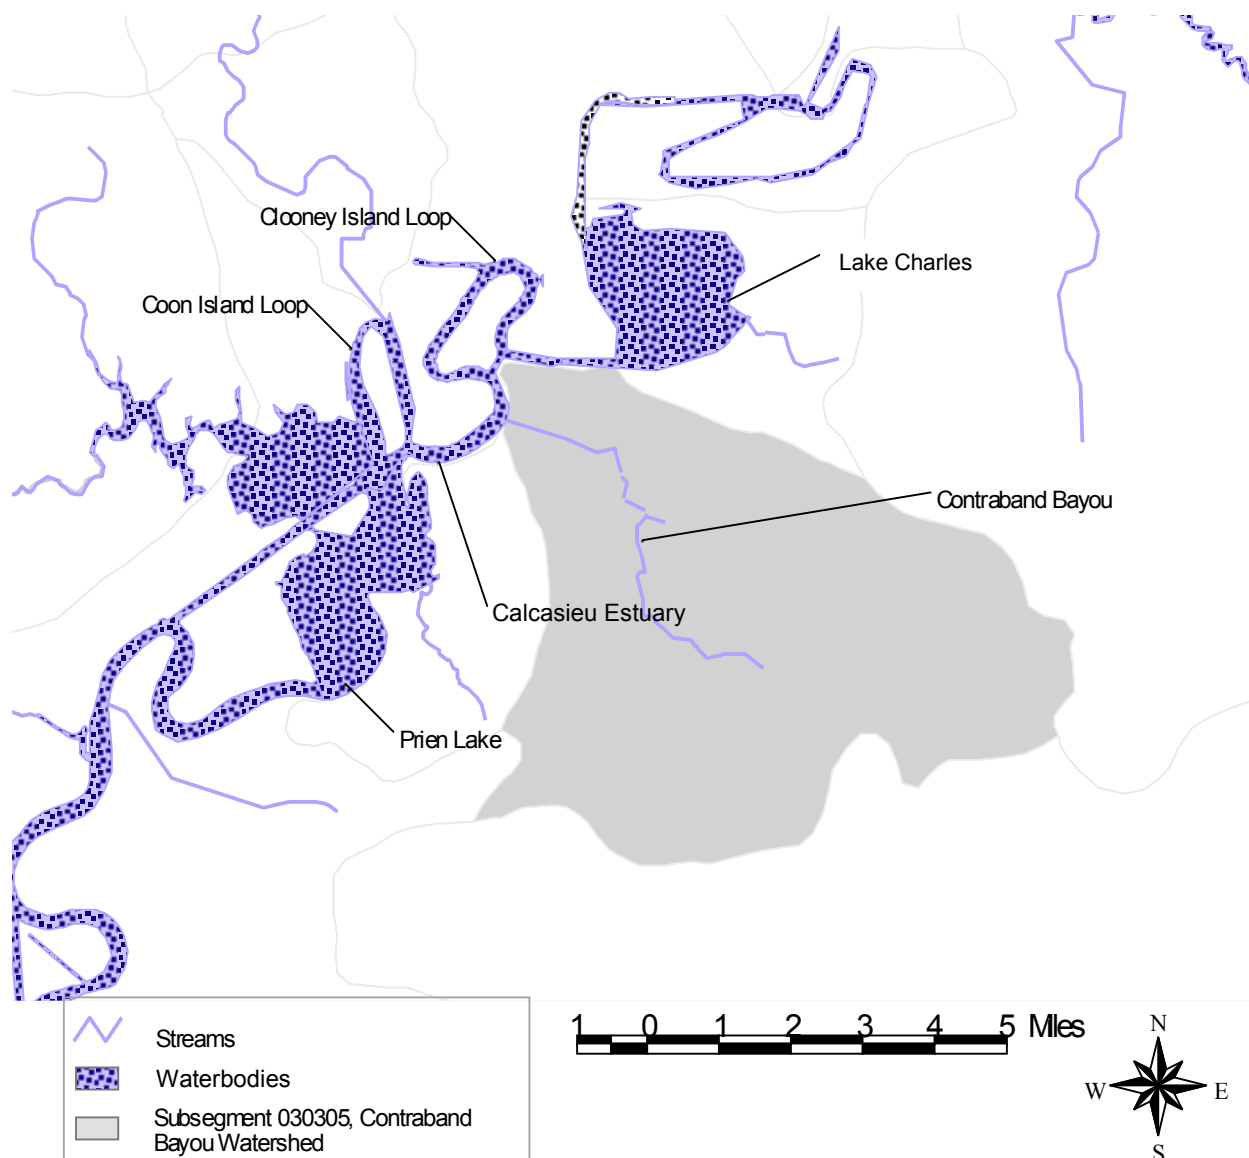 Clooney Island Loop
Lake Charles
Coon Island Loop
Contraband Bayou
Calcasieu Estuary
Prien Lake
Streams
Waterbodies
Subsegment 030305, Contraband
Bayou Watershed
1 0 1 2 3 4 5 Miles
N
W E
S